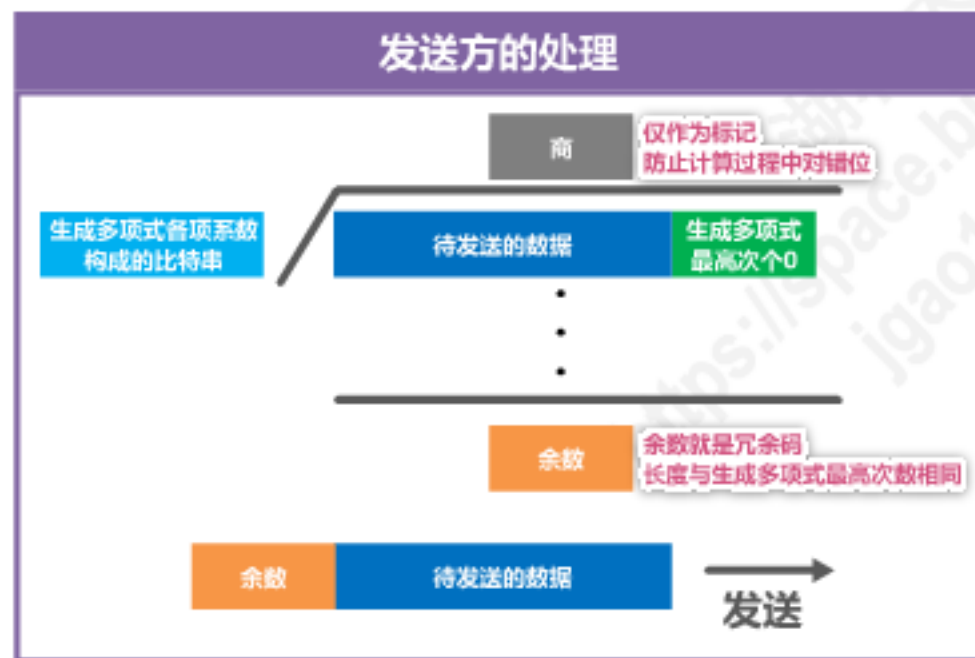 发送方的处理
商
仅作为标记
防止计算过程中对错位
生成多项式各项系数
构成的比特串
待发送的数据
生成多项式
最高次个0
余数
余数就是冗余码
长度与生成多项式最高次数相同
余数
待发送的数据
发送